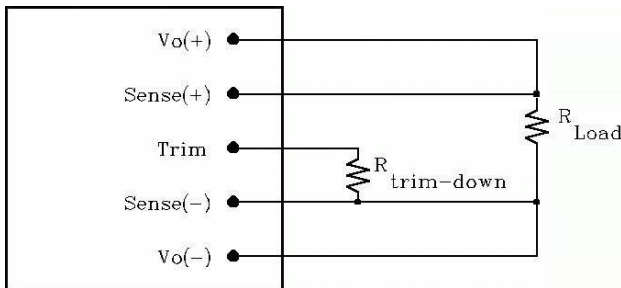 Vo(+)
Sense(+)
Trim
Sense(-)
Vo(-)
R trim-down
R Load